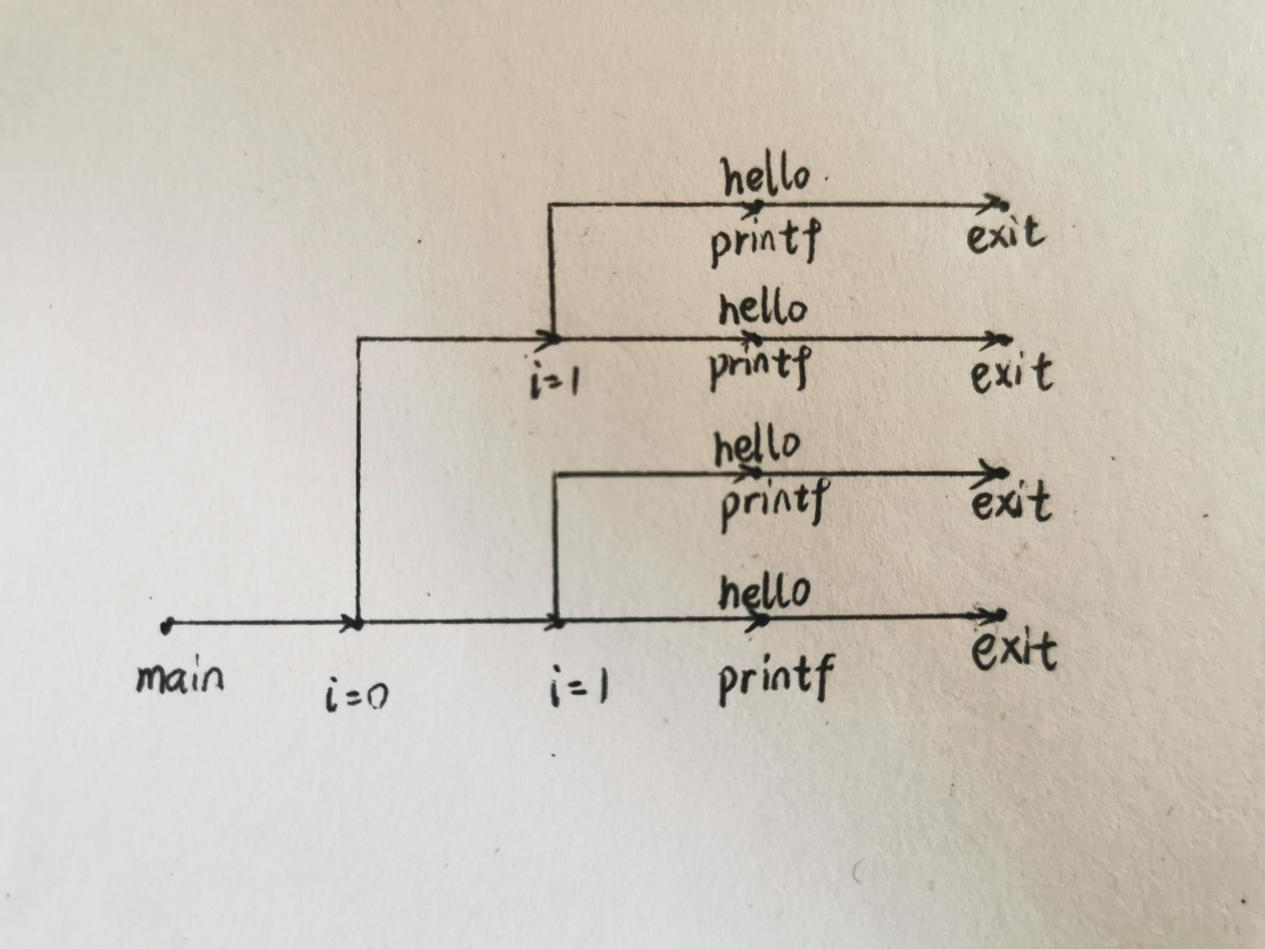 hello
printf exit
hello
i=1 printf exit
hello
printf exit
hello
main i=0 i=1 printf exit